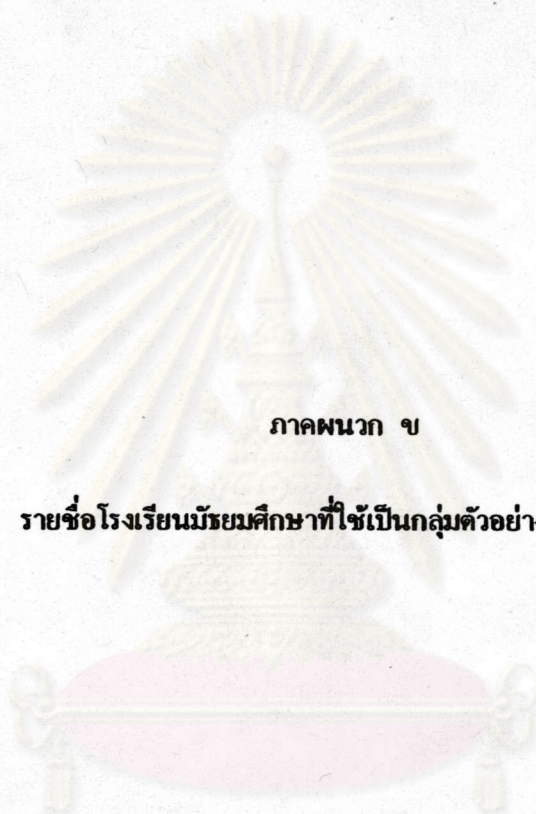 ภาคผนวก ข
รายชื่อโรงเรียนมัธยมศึกษาที่ใช้เป็นกลุ่มตัวอย่า